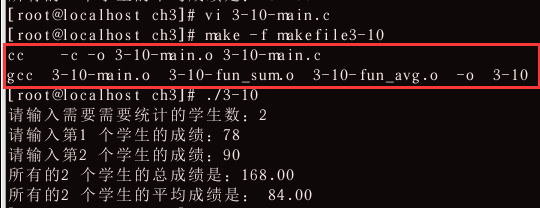 [root@localhost ch3]# vi 3-10-main.c
[root@localhost ch3]# make -f makefile3-10
cc    -c -o 3-10-main.o 3-10-main.c
gcc  3-10-main.o  3-10-fun_sum.o  3-10-fun_avg.o  -o  3-10
[root@localhost ch3]# ./3-10
请输入需要需要统计的学生数：2
请输入第1 个学生的成绩：78
请输入第2 个学生的成绩：90
所有的2 个学生的总成绩是：168.00
所有的2 个学生的平均成绩是： 84.00